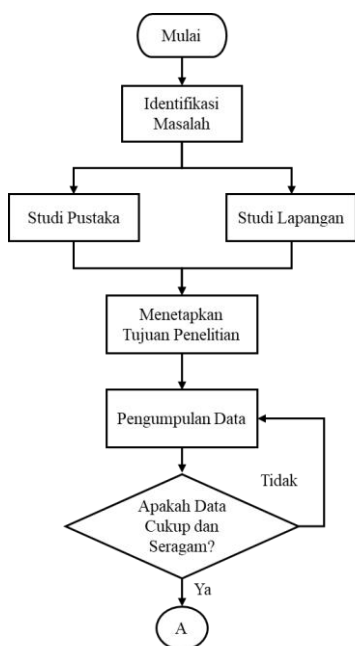 Mulai
Identifikasi
Masalah
Studi Pustaka
Studi Lapangan
Menetapkan
Tujuan Penelitian
Pengumpulan Data
Tidak
Apakah Data
Cukup dan
Seragam?
Ya
A